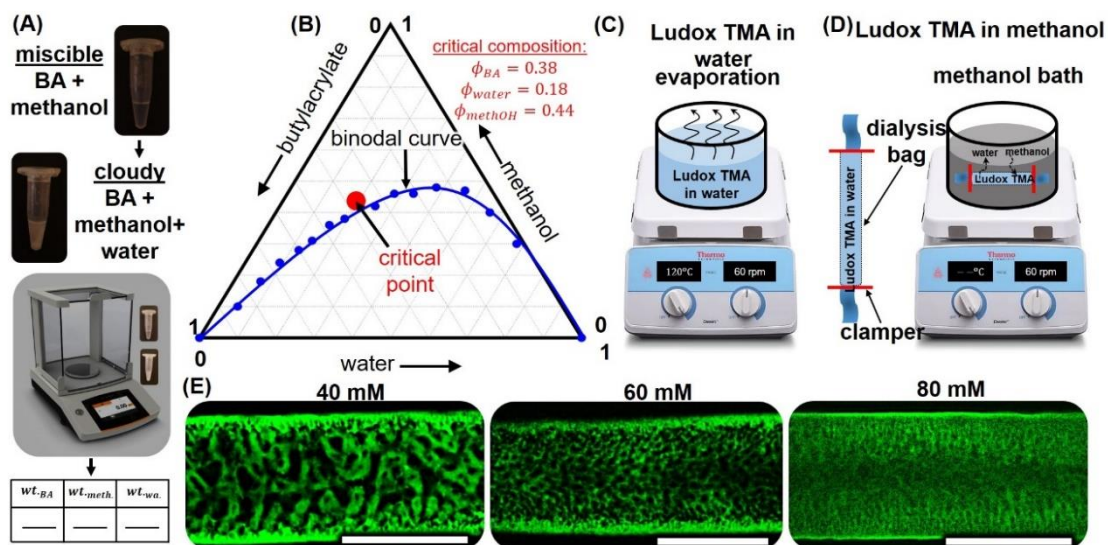 (A)
miscible
BA +
methanol
cloudy
BA +
methanol+
water
wt.BA wt.meth. wt.wa.
(B)
0 1
butylacrylate
binodal curve
methanol
critical
point
critical composition:
ϕBA = 0.38
ϕwater = 0.18
ϕmethOH = 0.44
1
0
0
1
water
(C)
Ludox TMA in
water
evaporation
Ludox TMA
in water
Thermo
120°C
60 rpm
(D)
Ludox TMA in methanol
methanol bath
dialysis
bag
water methanol
Ludox TMA
Ludox TMA in water
clamper
Thermo
-- --°C
60 rpm
(E)
40 mM
60 mM
80 mM